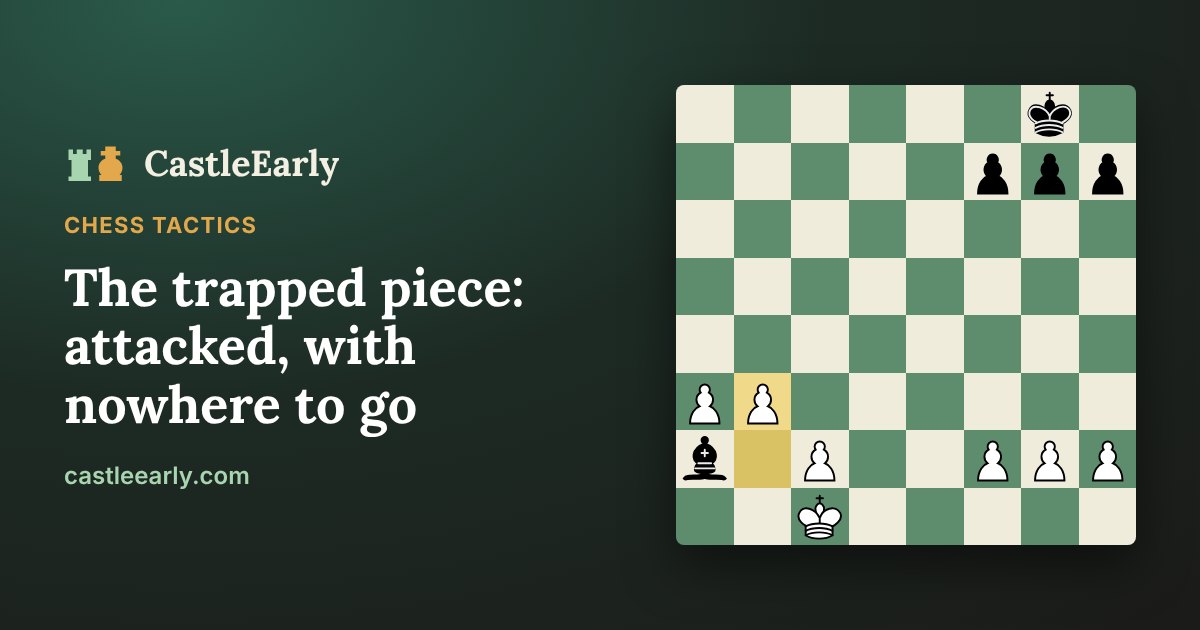 CastleEarly
CHESS TACTICS
The trapped piece:
attacked, with
nowhere to go
castleearly.com